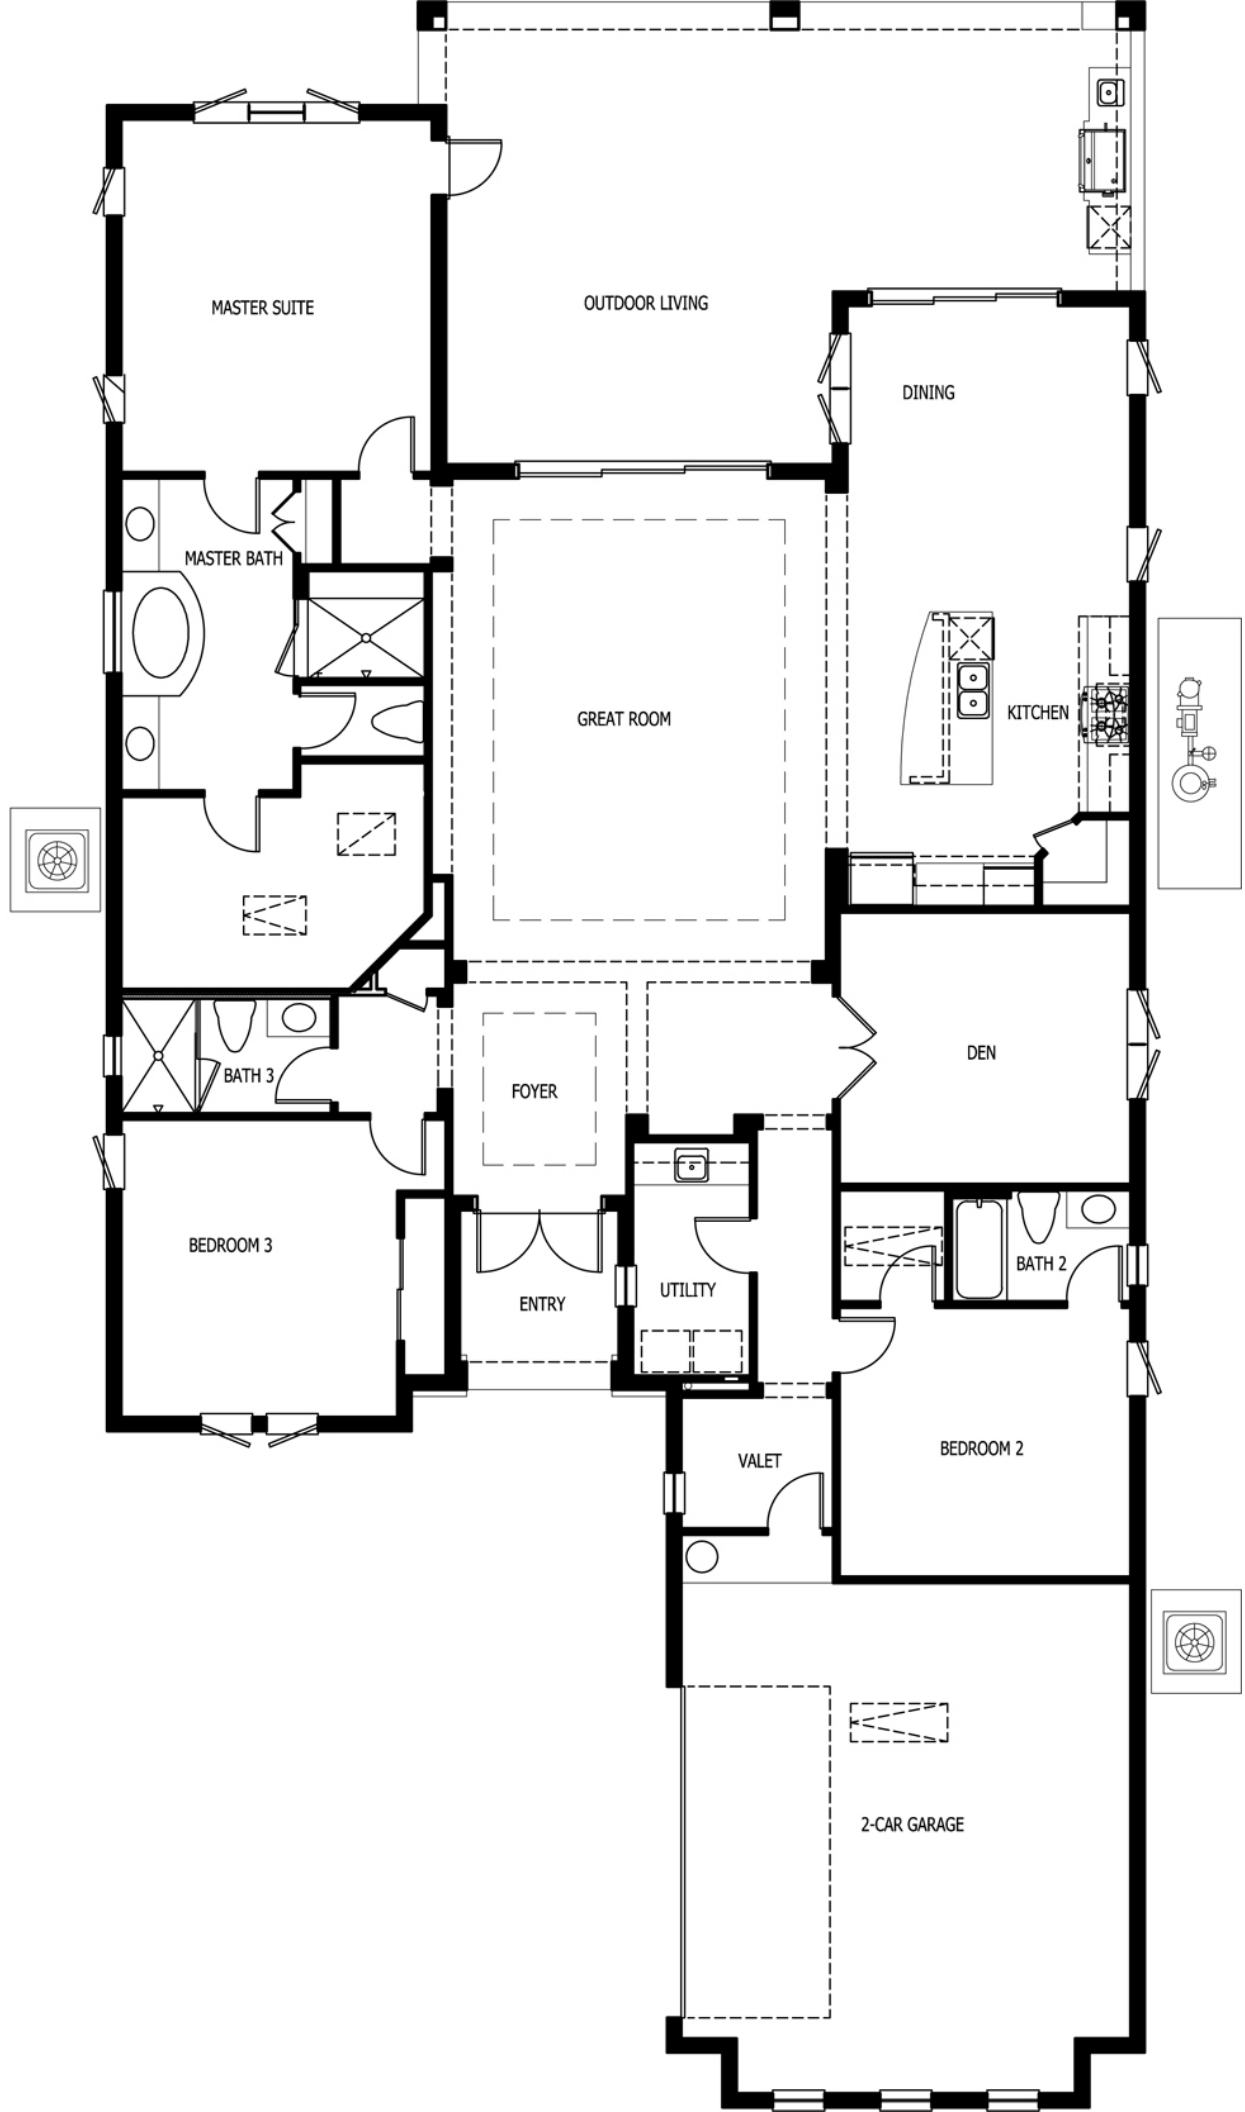 MASTER SUITE
OUTDOOR LIVING
DINING
MASTER BATH
GREAT ROOM
KITCHEN
DEN
BATH 3
FOYER
BEDROOM 3
ENTRY
UTILITY
BATH 2
VALET
BEDROOM 2
2-CAR GARAGE